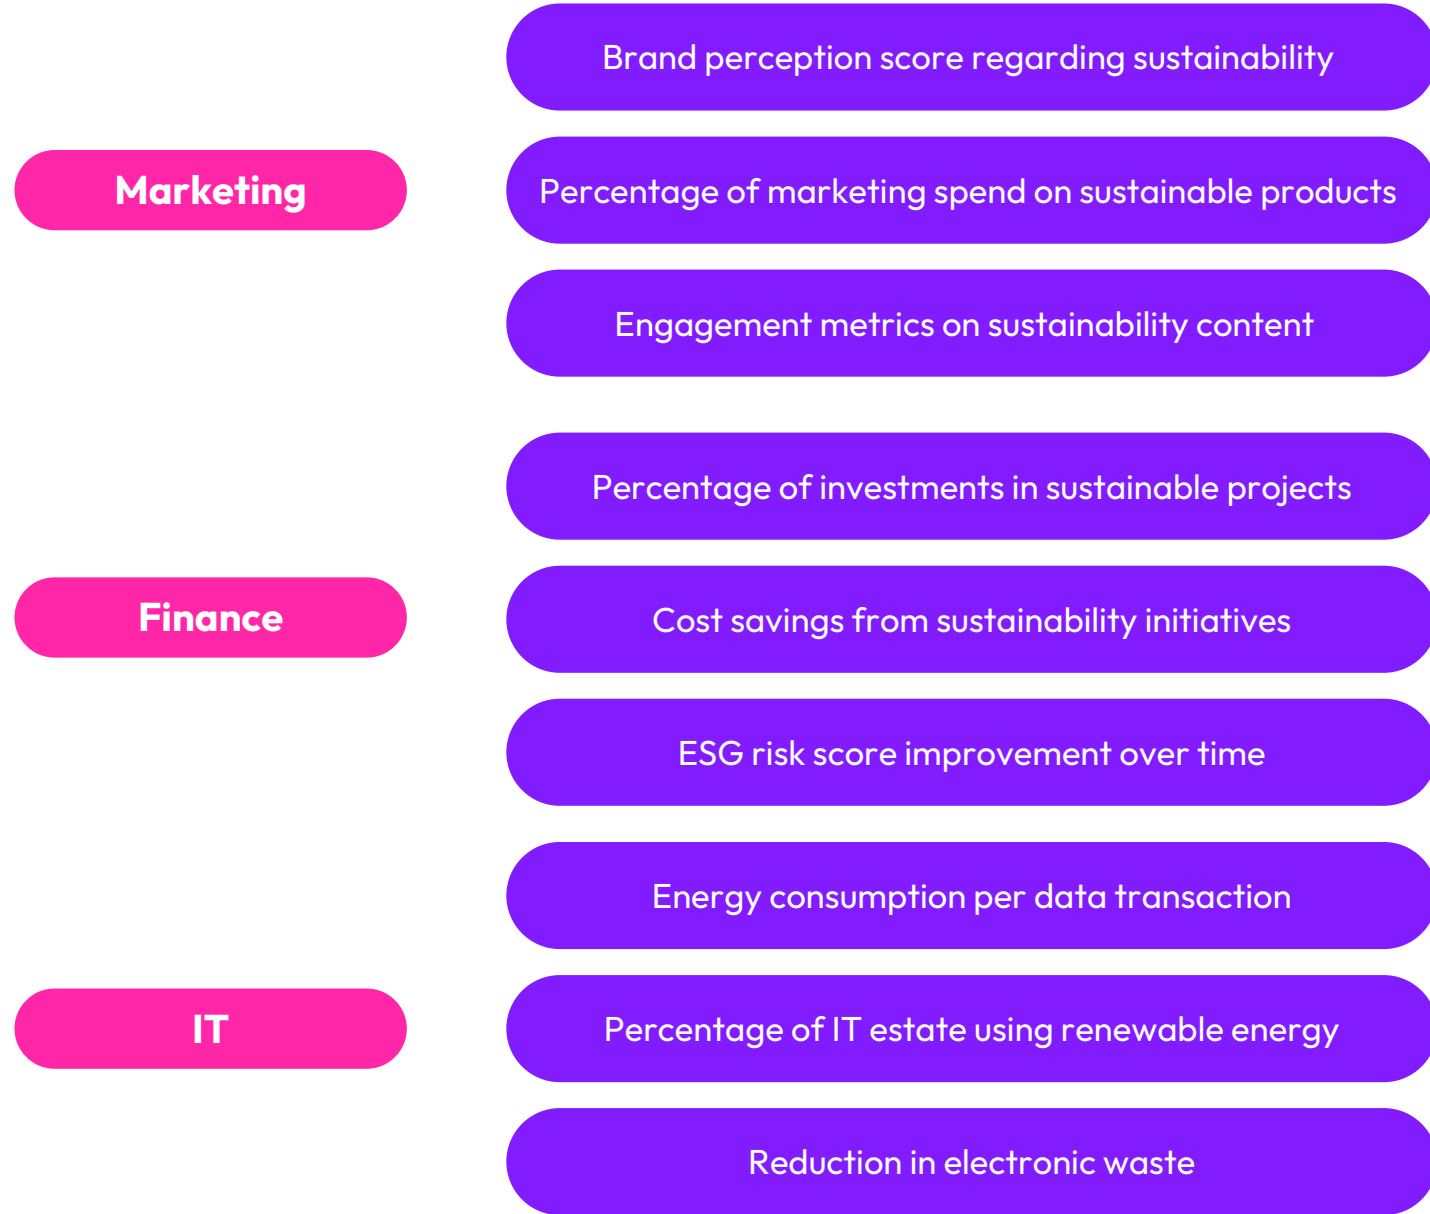 Marketing
Brand perception score regarding sustainability
Percentage of marketing spend on sustainable products
Engagement metrics on sustainability content
Finance
Percentage of investments in sustainable projects
Cost savings from sustainability initiatives
ESG risk score improvement over time
IT
Energy consumption per data transaction
Percentage of IT estate using renewable energy
Reduction in electronic waste